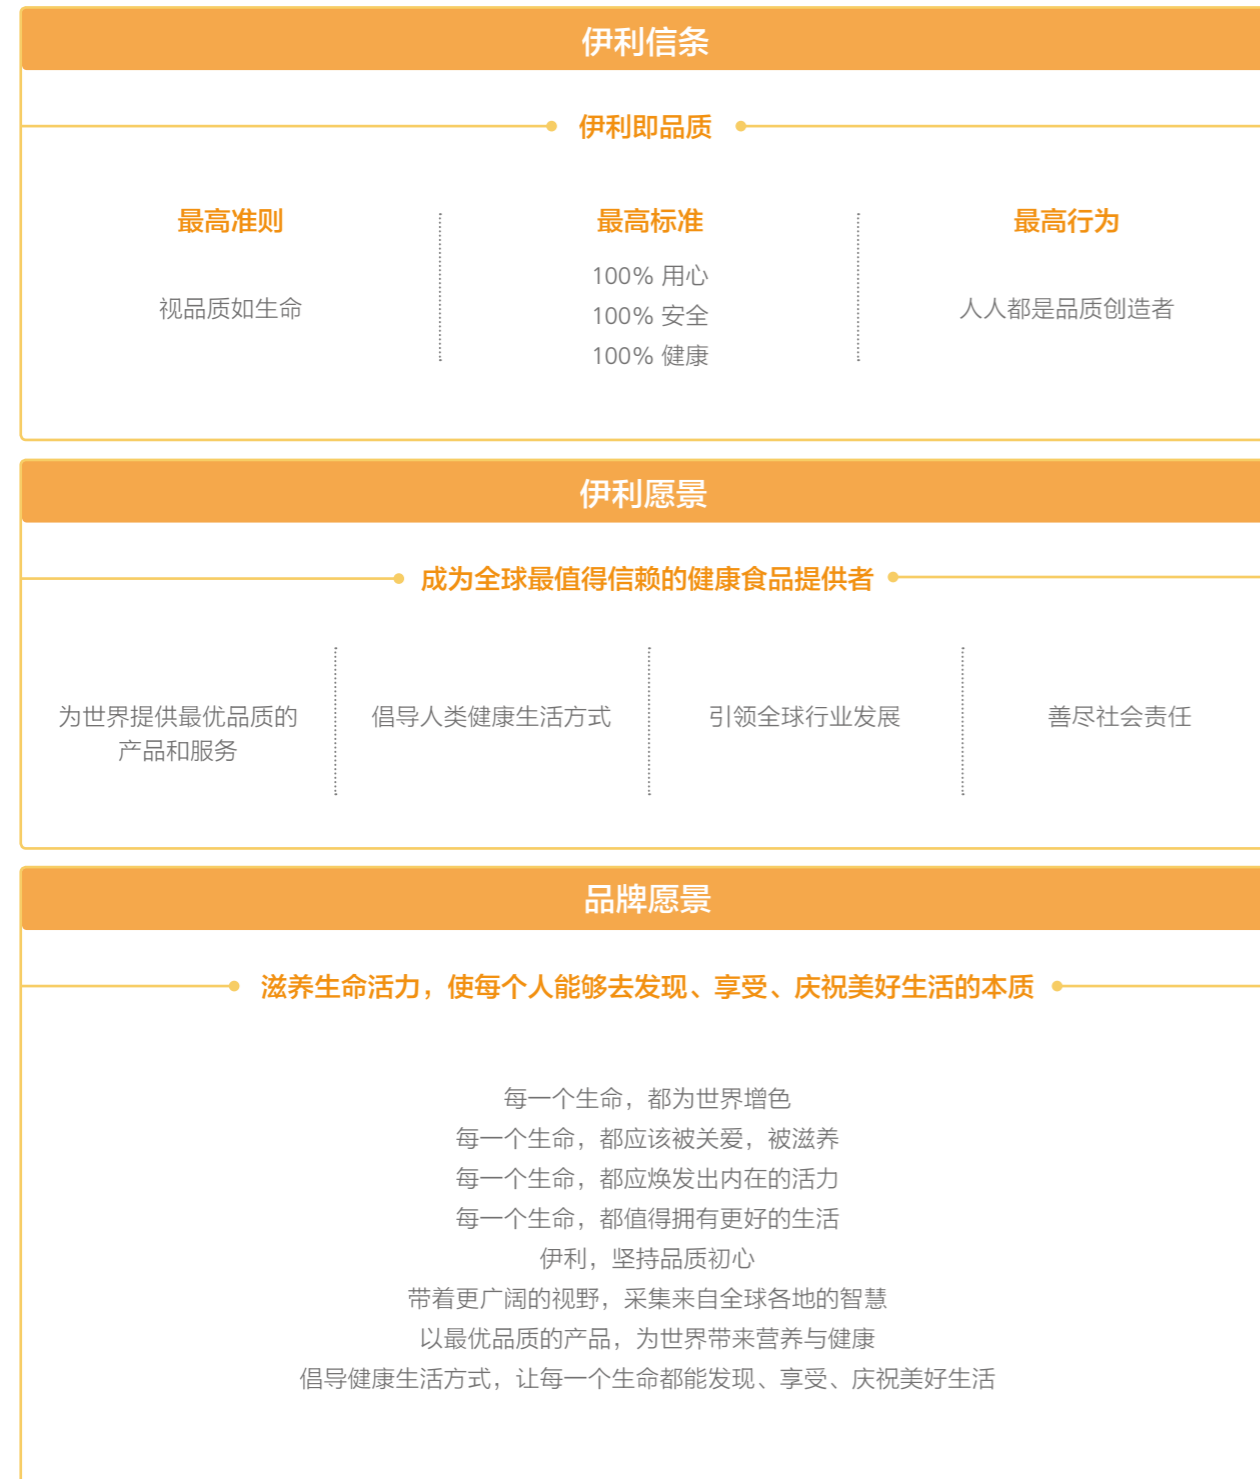 伊利信条
伊利即品质
最高准则
视品质如生命
最高标准
100% 用心
100% 安全
100% 健康
最高行为
人人都是品质创造者
伊利愿景
成为全球最值得信赖的健康食品提供者
为世界提供最优品质的
产品和服务
倡导人类健康生活方式
引领全球行业发展
善尽社会责任
品牌愿景
滋养生命活力，使每个人能够去发现、享受、庆祝美好生活的本质
每一个生命，都为世界增色
每一个生命，都应该被关爱，被滋养
每一个生命，都应焕发出内在的活力
每一个生命，都值得拥有更好的生活
伊利，坚持品质初心
带着更广阔的视野，采集来自全球各地的智慧
以最优品质的产品，为世界带来营养与健康
倡导健康生活方式，让每一个生命都能发现、享受、庆祝美好生活